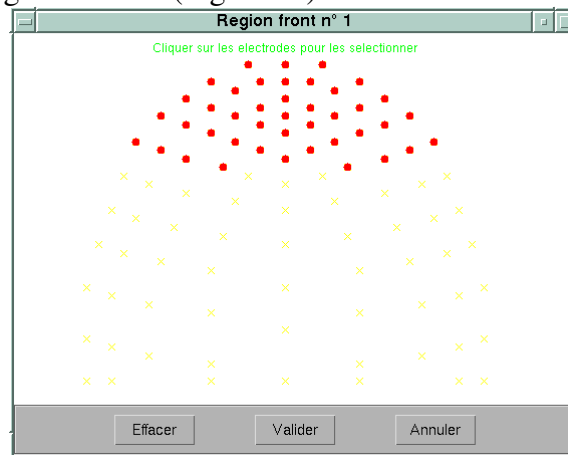 Region front n° 1
Cliquer sur les electrodes pour les selectionner
Effacer
Valider
Annuler